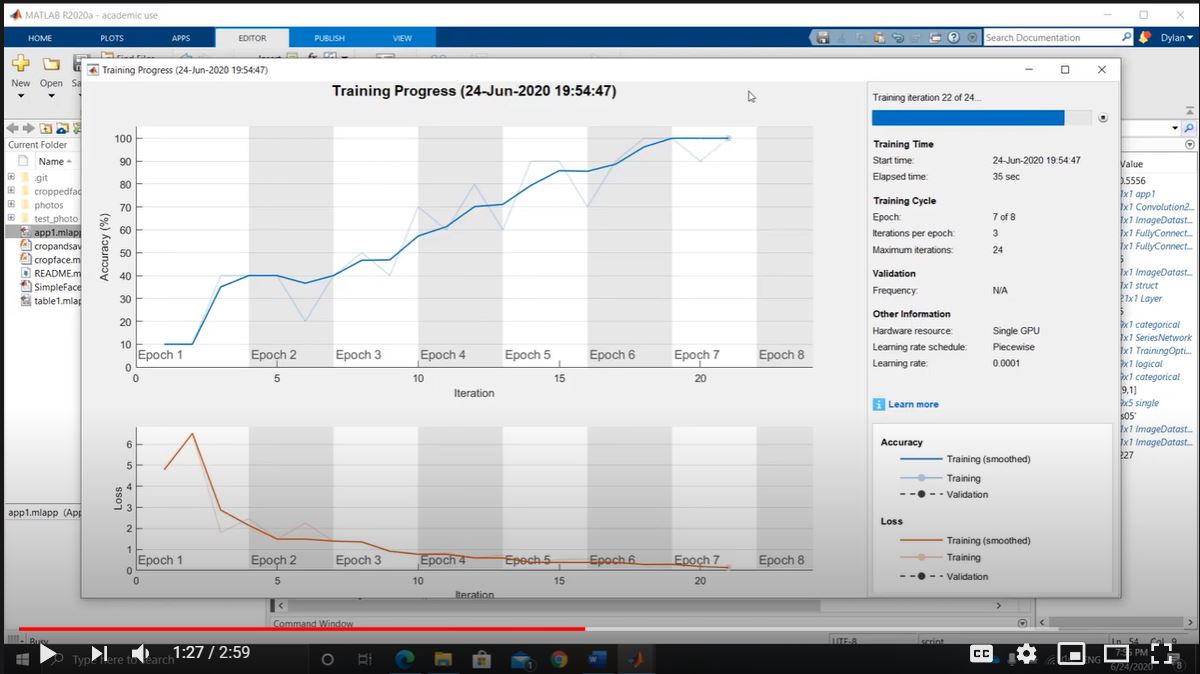 MATLAB R2020a - academic use
HOME PLOTS APPS EDITOR PUBLISH VIEW
Search Documentation
Dylan
New Open
Find Files
Insert
Current Folder
Name
.git
croppedfac
photos
test_photo
app1.mlapp
cropandsav
cropface.m
README.m
SimpleFace
table1.mlap
app1.mlapp (App
Training Progress (24-Jun-2020 19:54:47)
Training Progress (24-Jun-2020 19:54:47)
Accuracy (%)
100
90
80
70
60
50
40
30
20
10
0
Epoch 1 Epoch 2 Epoch 3 Epoch 4 Epoch 5 Epoch 6 Epoch 7 Epoch 8
0 5 10 15 20
Iteration
Loss
6
5
4
3
2
1
0
Epoch 1 Epoch 2 Epoch 3 Epoch 4 Epoch 5 Epoch 6 Epoch 7 Epoch 8
0 5 10 15 20
Iteration
Training iteration 22 of 24...
Training Time
Start time: 24-Jun-2020 19:54:47
Elapsed time: 35 sec
Training Cycle
Epoch: 7 of 8
Iterations per epoch: 3
Maximum iterations: 24
Validation
Frequency: N/A
Other Information
Hardware resource: Single GPU
Learning rate schedule: Piecewise
Learning rate: 0.0001
Learn more
Accuracy
Training (smoothed)
Training
Validation
Loss
Training (smoothed)
Training
Validation
Value
0.5556
1x1 app1
1x1 Convolution2...
1x1 ImageDatast...
1x1 FullyConnect...
1x1 FullyConnect...
1x1 ImageDatast...
1x1 struct
21x1 Layer
9x1 categorical
1x1 SeriesNetwork
1x1 TrainingOpti...
9x1 logical
9x1 categorical
[9,1]
9x5 single
's05'
1x1 ImageDatast...
1x1 ImageDatast...
227
Command Window
Busy
UTF-8 script Ln 54 Col 9
Type here to search
1:27 / 2:59
CC
ENG
7:55 PM
6/24/2020